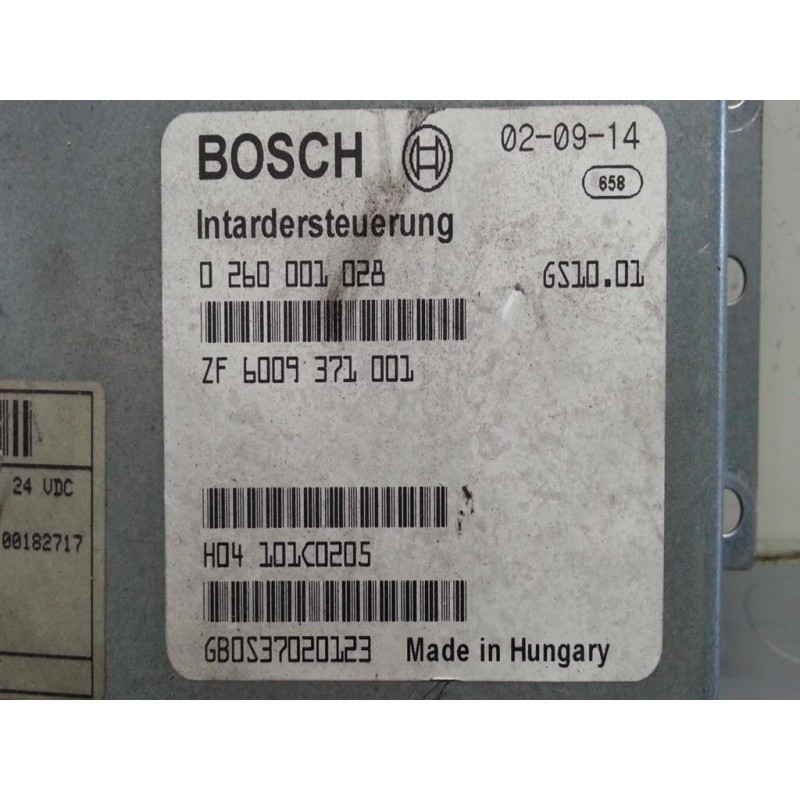 BOSCH
02-09-14
658
Intardersteuerung
0 260 001 028 GS10.01
ZF 6009 371 001
H04 101C0205
GB0S37020123 Made in Hungary
24 VDC
00182717